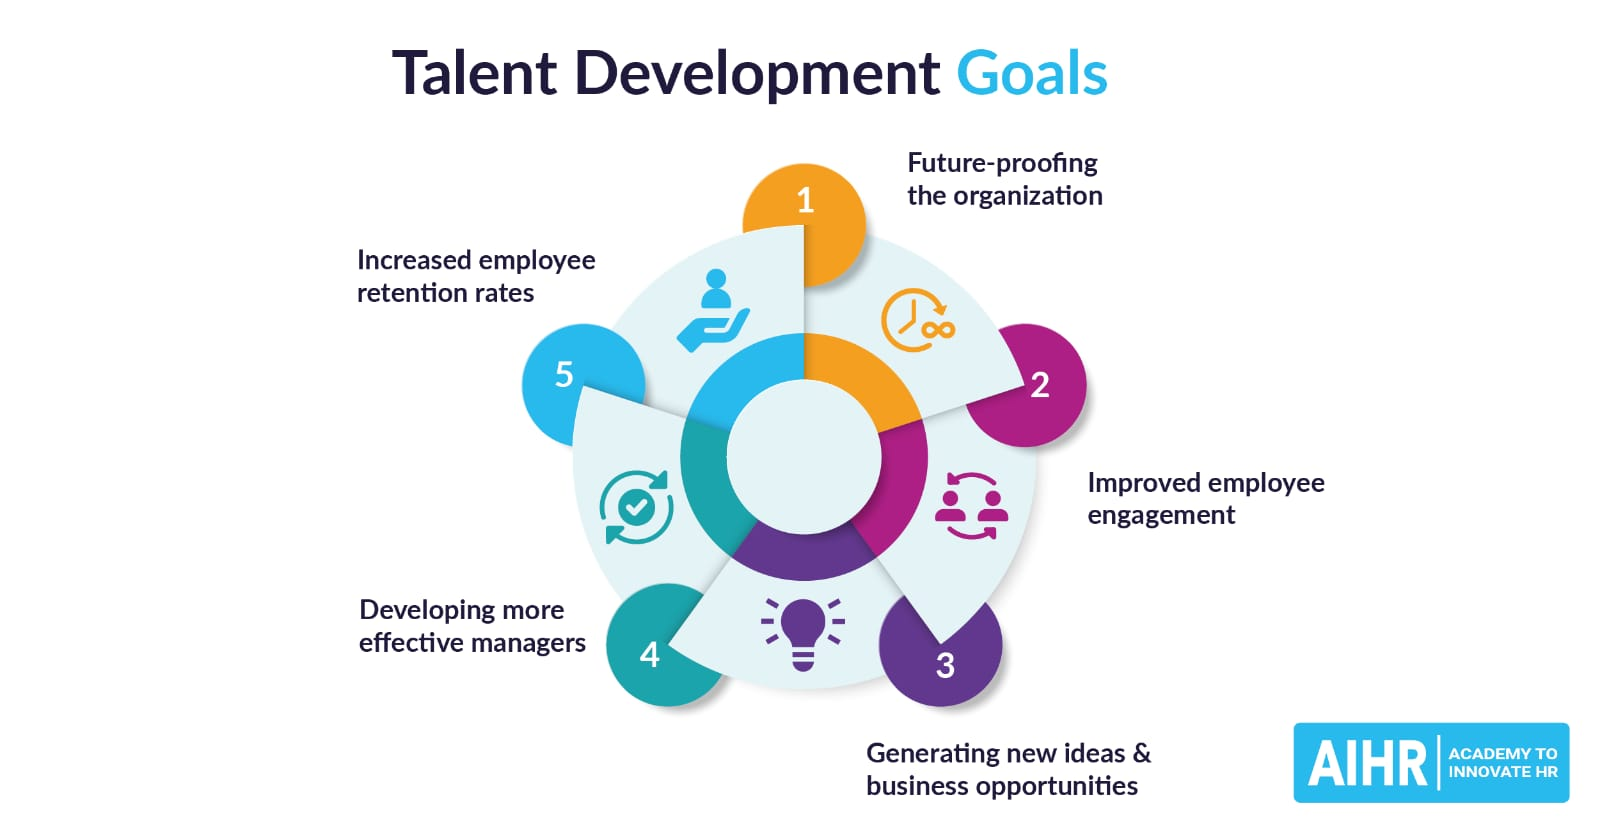 Talent Development Goals
1
Future-proofing
the organization
2
Improved employee
engagement
3
Generating new ideas &
business opportunities
4
Developing more
effective managers
5
Increased employee
retention rates
AIHR
ACADEMY TO
INNOVATE HR